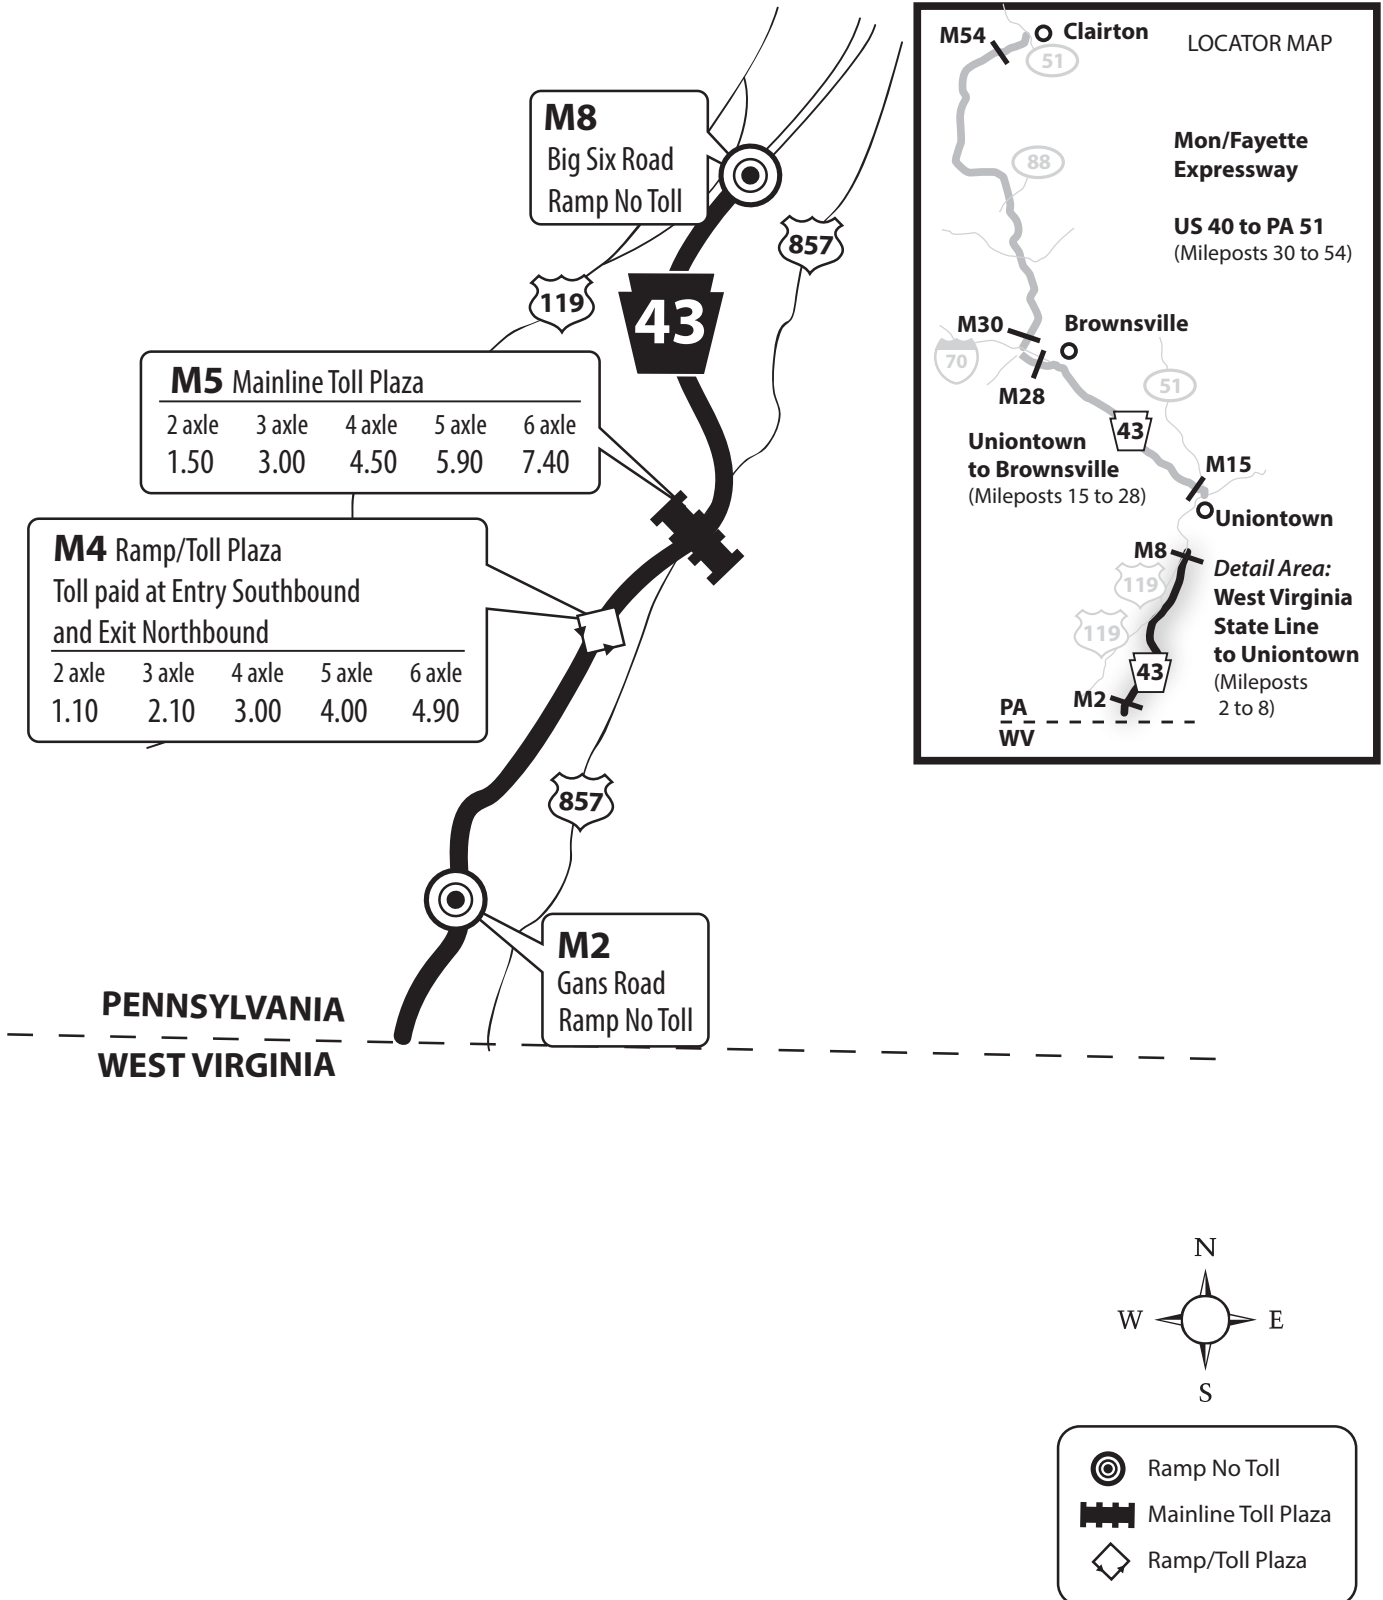 M8
Big Six Road
Ramp No Toll
857
119
43
M5 Mainline Toll Plaza
2 axle 3 axle 4 axle 5 axle 6 axle
1.50 3.00 4.50 5.90 7.40
M4 Ramp/Toll Plaza
Toll paid at Entry Southbound
and Exit Northbound
2 axle 3 axle 4 axle 5 axle 6 axle
1.10 2.10 3.00 4.00 4.90
857
M2
Gans Road
Ramp No Toll
PENNSYLVANIA
WEST VIRGINIA
LOCATOR MAP
M54
Clairton
51
Mon/Fayette
Expressway
88
US 40 to PA 51
(Mileposts 30 to 54)
M30
Brownsville
70
M28
51
43
Uniontown
to Brownsville
(Mileposts 15 to 28)
M15
Uniontown
M8
119
119
Detail Area:
West Virginia
State Line
to Uniontown
(Mileposts
2 to 8)
43
M2
PA
WV
N
W E
S
Ramp No Toll
Mainline Toll Plaza
Ramp/Toll Plaza